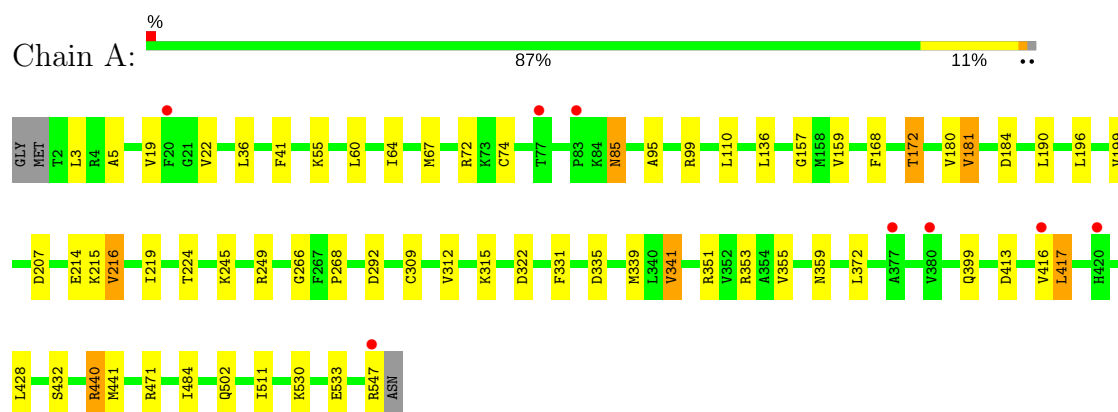 %
Chain A:
87% 11% ••
GLY MET T2 L3 R4 A5 V19 F20 G21 V22 L36 F41 K55 L60 I64 M67 R72 K73 C74 T77 P83 K84 N85 A95 R99 L110 L136 G157 M158 V159 F168 T172 V180 V181 D184 L190 L196 V199
D207 E214 K215 V216 I219 T224 K245 R249 G266 F267 P268 D292 C309 V312 K315 D322 F331 D335 M339 L340 V341 R351 V352 R353 A354 V355 N359 L372 A377 V380 Q399 D413 V416 L417 H420
L428 S432 R440 M441 R471 I484 Q502 I511 K530 E533 R547 ASN